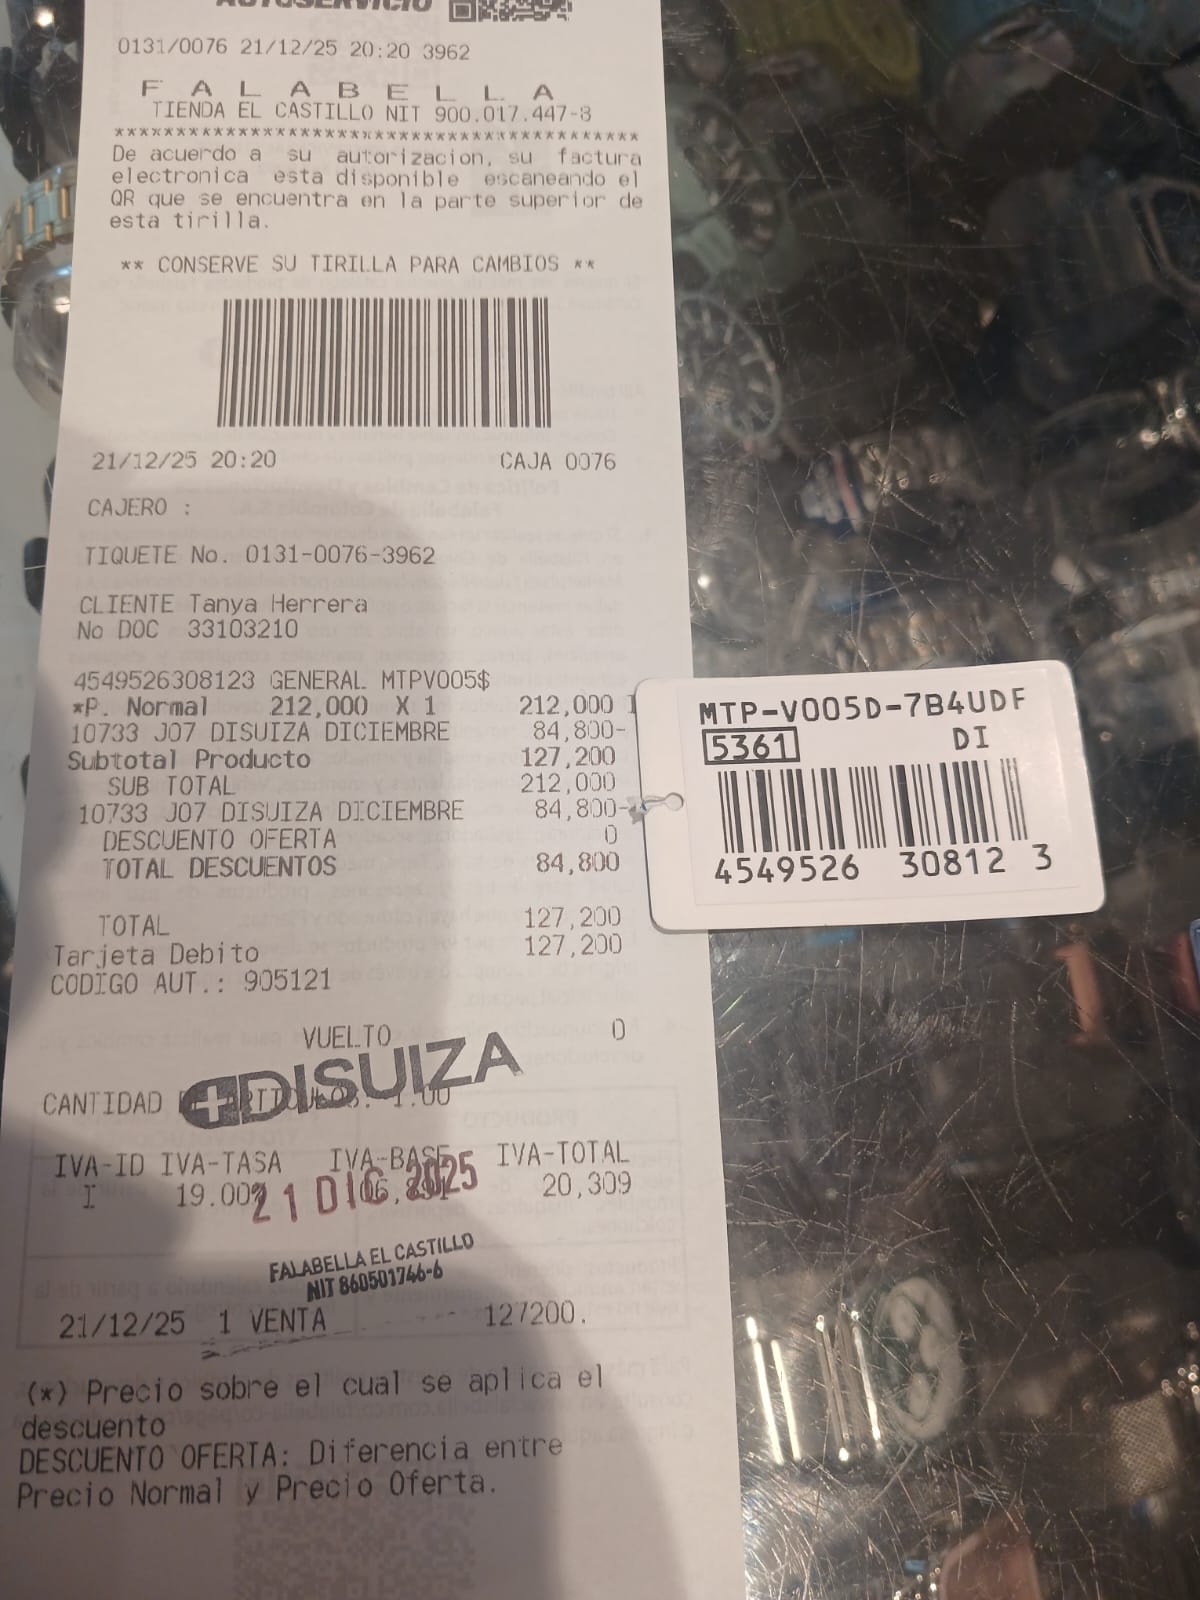 AUTOSERVICIO
0131/0076 21/12/25 20:20 3962
F A L A B E L L A
TIENDA EL CASTILLO NIT 900.017.447-8
******************************************
De acuerdo a su autorizacion, su factura
electronica esta disponible escaneando el
QR que se encuentra en la parte superior de
esta tirilla.
** CONSERVE SU TIRILLA PARA CAMBIOS **
21/12/25 20:20 CAJA 0076
CAJERO :
TIQUETE No. 0131-0076-3962
CLIENTE Tanya Herrera
No DOC 33103210
4549526308123 GENERAL MTPV005$
*P. Normal 212,000 X 1 212,000 I
10733 J07 DISUIZA DICIEMBRE 84,800-
Subtotal Producto 127,200
SUB TOTAL 212,000
10733 J07 DISUIZA DICIEMBRE 84,800-
DESCUENTO OFERTA 0
TOTAL DESCUENTOS 84,800
TOTAL 127,200
Tarjeta Debito 127,200
CODIGO AUT.: 905121
VUELTO 0
DISUIZA
CANTIDAD 1.00
IVA-ID IVA-TASA IVA-BASE IVA-TOTAL
I 19.00% 20,309
21 DIC 2025
FALABELLA EL CASTILLO
NIT 860501746-6
21/12/25 1 VENTA 127200.
(*) Precio sobre el cual se aplica el
descuento
DESCUENTO OFERTA: Diferencia entre
Precio Normal y Precio Oferta.
MTP-V005D-7B4UDF
5361 DI
4549526 30812 3